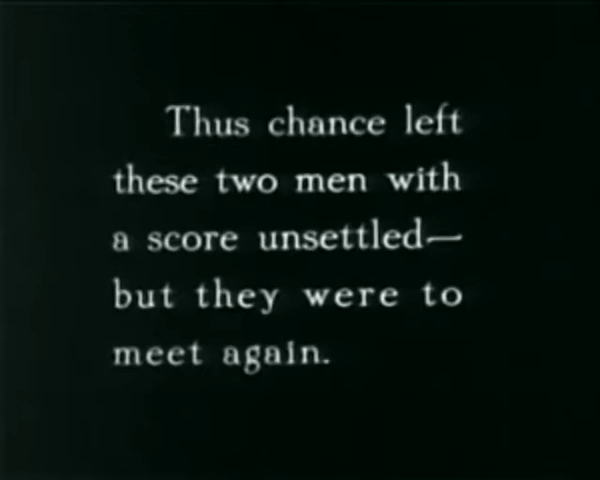 Thus chance left
these two men with
a score unsettled—
but they were to
meet again.